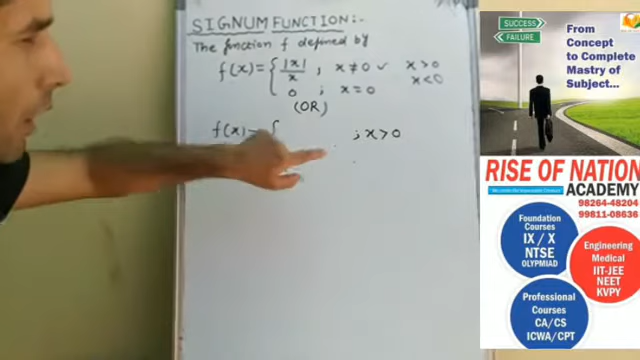 SIGNUM FUNCTION:-
The function f defined by
f(x) = { |x|/x ; x ≠ 0 ✓ x > 0
x < 0
0 ; x = 0
(OR)
f(x) = { ; x > 0
SUCCESS
FAILURE
From
Concept
to Complete
Mastry of
Subject...
RISE OF NATION
ACADEMY
98264-48204
99811-08636
Foundation
Courses
IX / X
NTSE
OLYMPIAD
Engineering
Medical
IIT-JEE
NEET
KVPY
Professional
Courses
CA/CS
ICWA/CPT